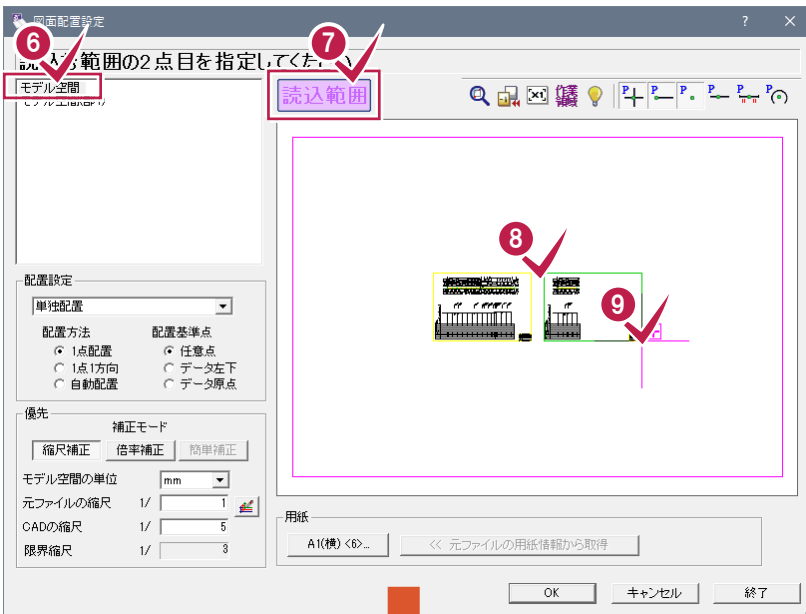 図面配置設定
? ×
6
7
範囲の2点目を指定してください
モデル空間
読込範囲
作業
P P P P P P
8
9
配置設定
単独配置
配置方法 配置基準点
1点配置 任意点
1点1方向 データ左下
自動配置 データ原点
優先
補正モード
縮尺補正 倍率補正 簡単補正
モデル空間の単位 mm
元ファイルの縮尺 1/ 1
CADの縮尺 1/ 5
限界縮尺 1/ 3
用紙
A1(横) <6>... << 元ファイルの用紙情報から取得
OK キャンセル 終了